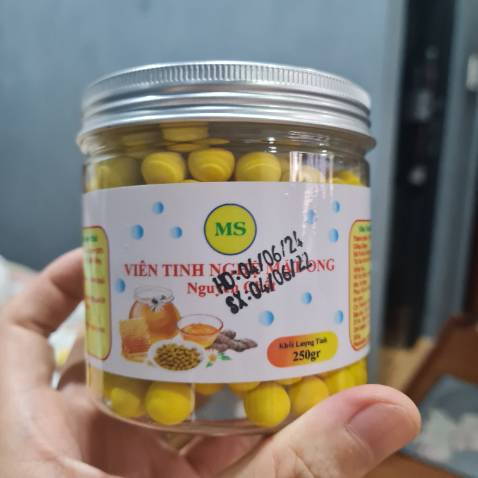 MS
VIÊN TINH NGHỆ MẬT ONG
HD:04/06/24
SX:04/06/22
Khối Lượng Tịnh
250gr